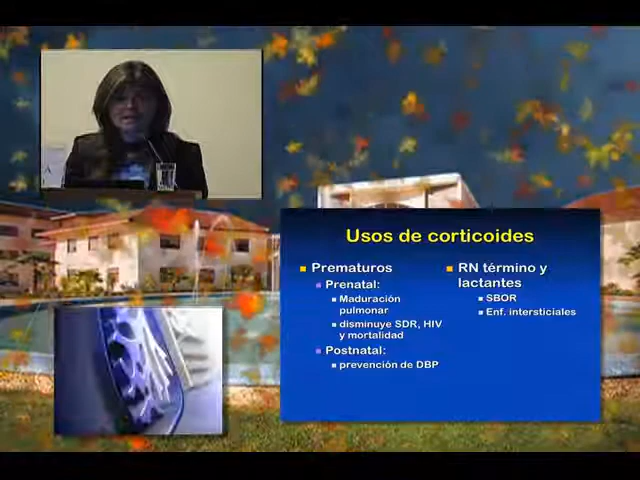 Usos de corticoides
Prematuros
Prenatal:
Maduración
pulmonar
disminuye SDR, HIV
y mortalidad
Postnatal:
prevención de DBP
RN término y
lactantes
SBOR
Enf. intersticiales